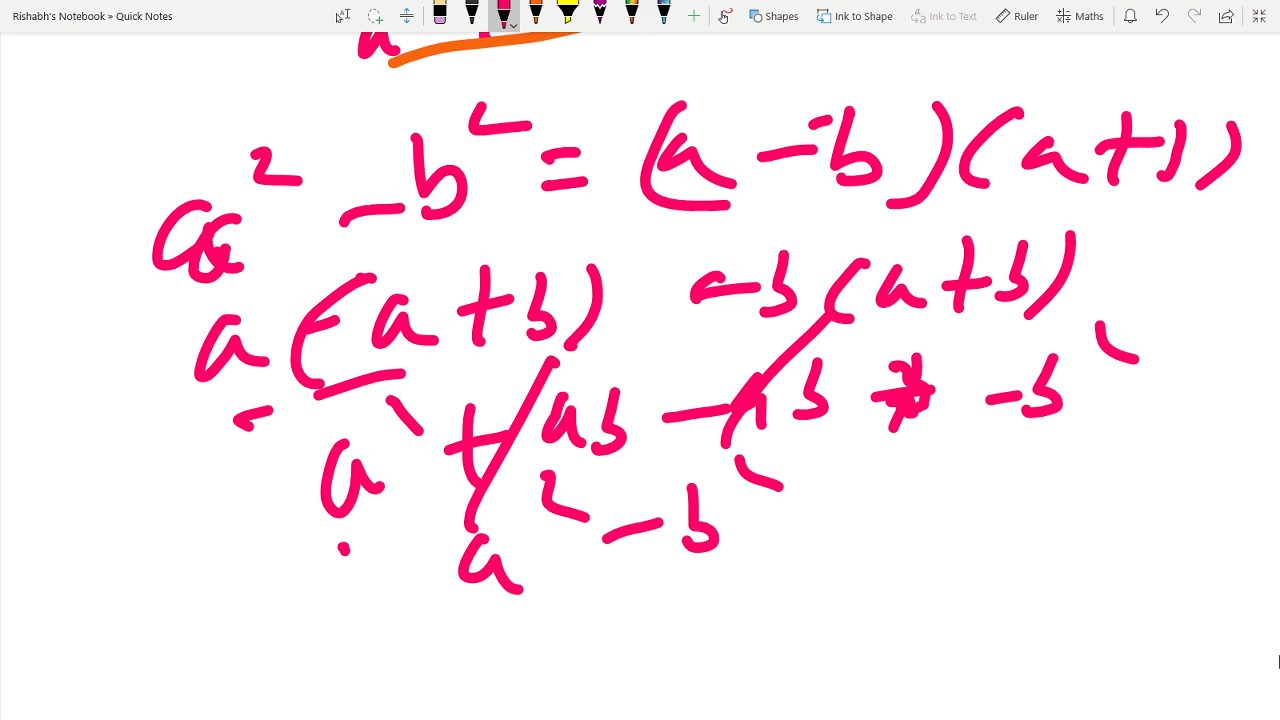 Rishabh's Notebook » Quick Notes Shapes Ink to Shape Ink to Text Ruler Maths
a
a² - b² = (a - b)(a+b)
a(a+b) -b(a+b)
a² + ab - ab - b²
a² - b²